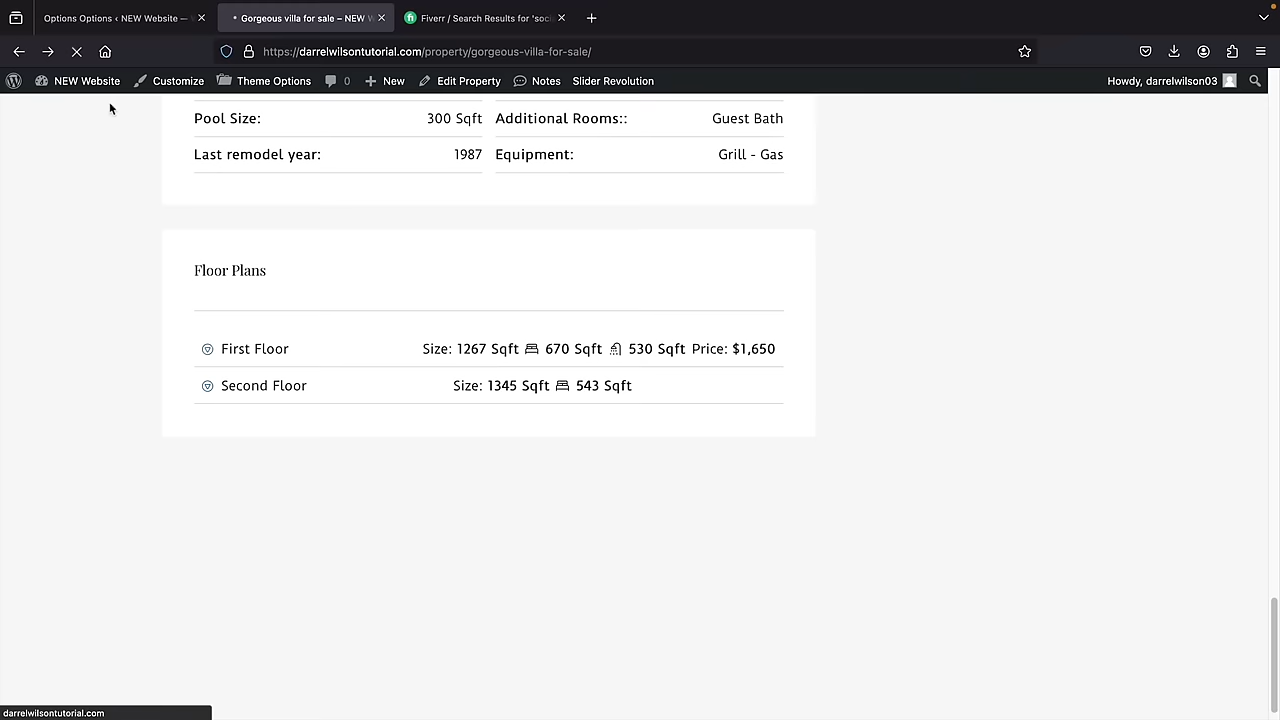 Options Options ‹ NEW Website —
Gorgeous villa for sale – NEW W
Fiverr / Search Results for 'soci
https://darrelwilsontutorial.com/property/gorgeous-villa-for-sale/
NEW Website Customize Theme Options 0 New Edit Property Notes Slider Revolution Howdy, darrelwilson03
Pool Size: 300 Sqft Additional Rooms:: Guest Bath
Last remodel year: 1987 Equipment: Grill - Gas
Floor Plans
First Floor Size: 1267 Sqft 670 Sqft 530 Sqft Price: $1,650
Second Floor Size: 1345 Sqft 543 Sqft
darrelwilsontutorial.com